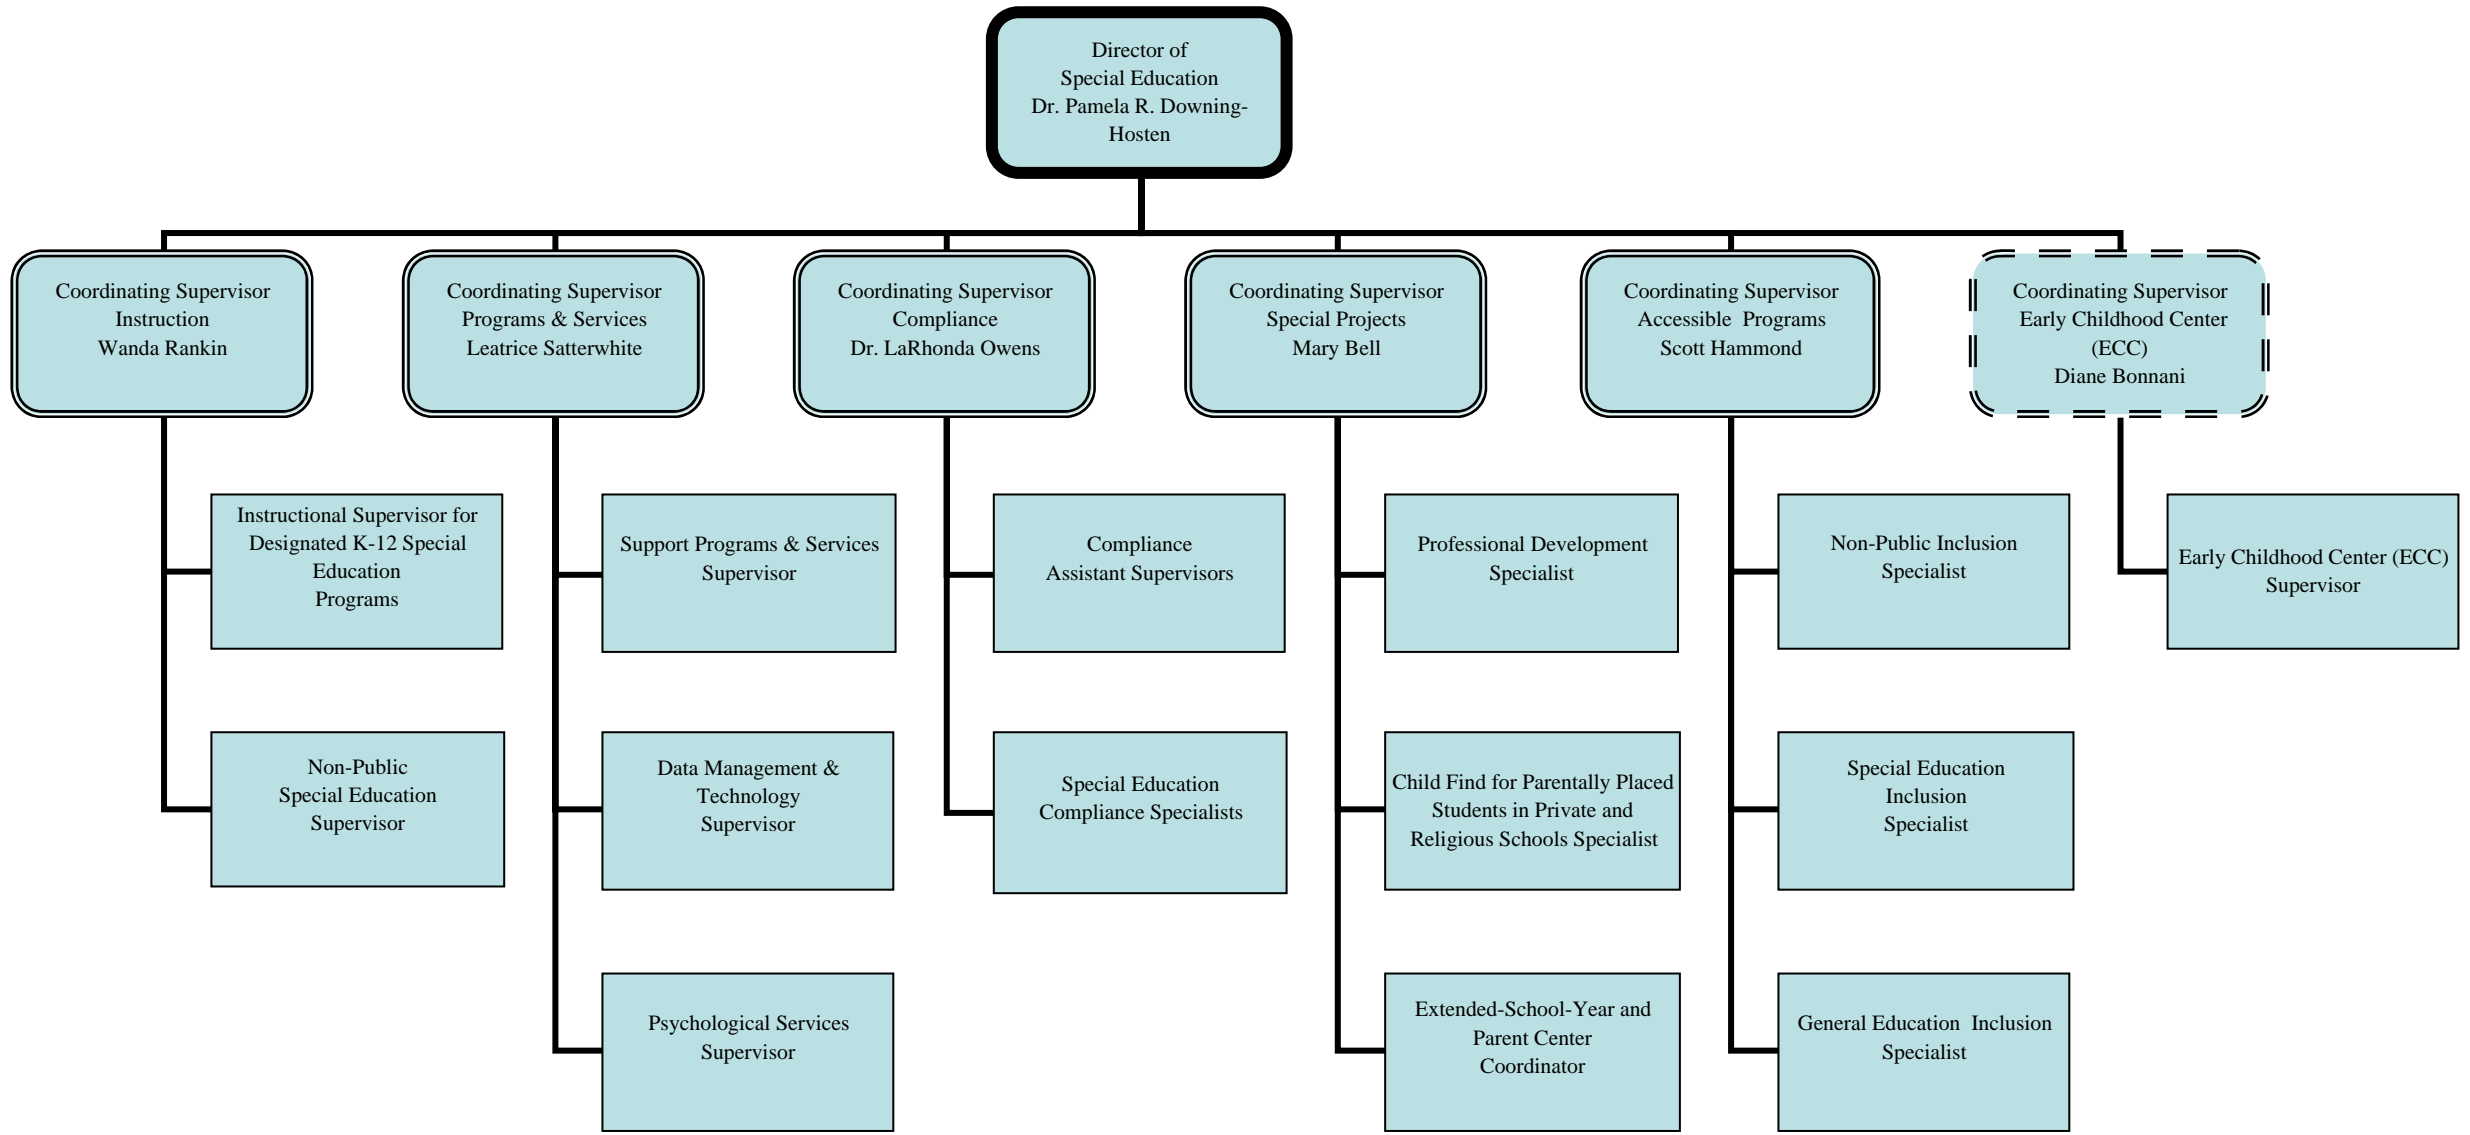 Director of
Special Education
Dr. Pamela R. Downing-
Hosten
Coordinating Supervisor
Instruction
Wanda Rankin
Coordinating Supervisor
Programs & Services
Leatrice Satterwhite
Coordinating Supervisor
Compliance
Dr. LaRhonda Owens
Coordinating Supervisor
Special Projects
Mary Bell
Coordinating Supervisor
Accessible Programs
Scott Hammond
Coordinating Supervisor
Early Childhood Center
(ECC)
Diane Bonnani
Instructional Supervisor for
Designated K-12 Special
Education
Programs
Support Programs & Services
Supervisor
Compliance
Assistant Supervisors
Professional Development
Specialist
Non-Public Inclusion
Specialist
Early Childhood Center (ECC)
Supervisor
Non-Public
Special Education
Supervisor
Data Management &
Technology
Supervisor
Special Education
Compliance Specialists
Child Find for Parentally Placed
Students in Private and
Religious Schools Specialist
Special Education
Inclusion
Specialist
Psychological Services
Supervisor
Extended-School-Year and
Parent Center
Coordinator
General Education Inclusion
Specialist